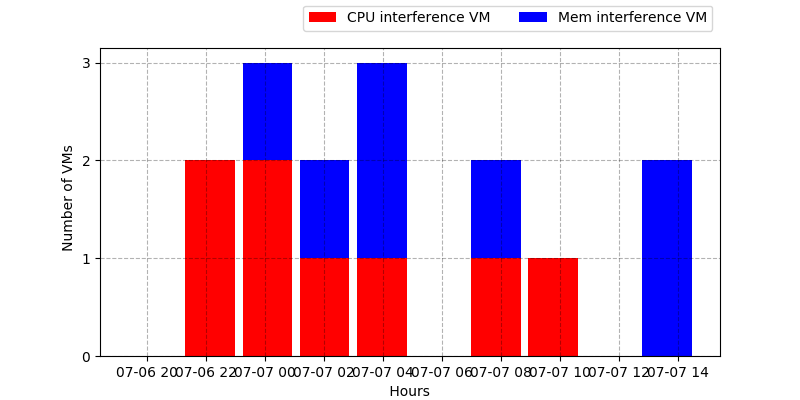 CPU interference VM Mem interference VM
3
2
1
0
Number of VMs
07-06 20 07-06 22 07-07 00 07-07 02 07-07 04 07-07 06 07-07 08 07-07 10 07-07 12 07-07 14
Hours